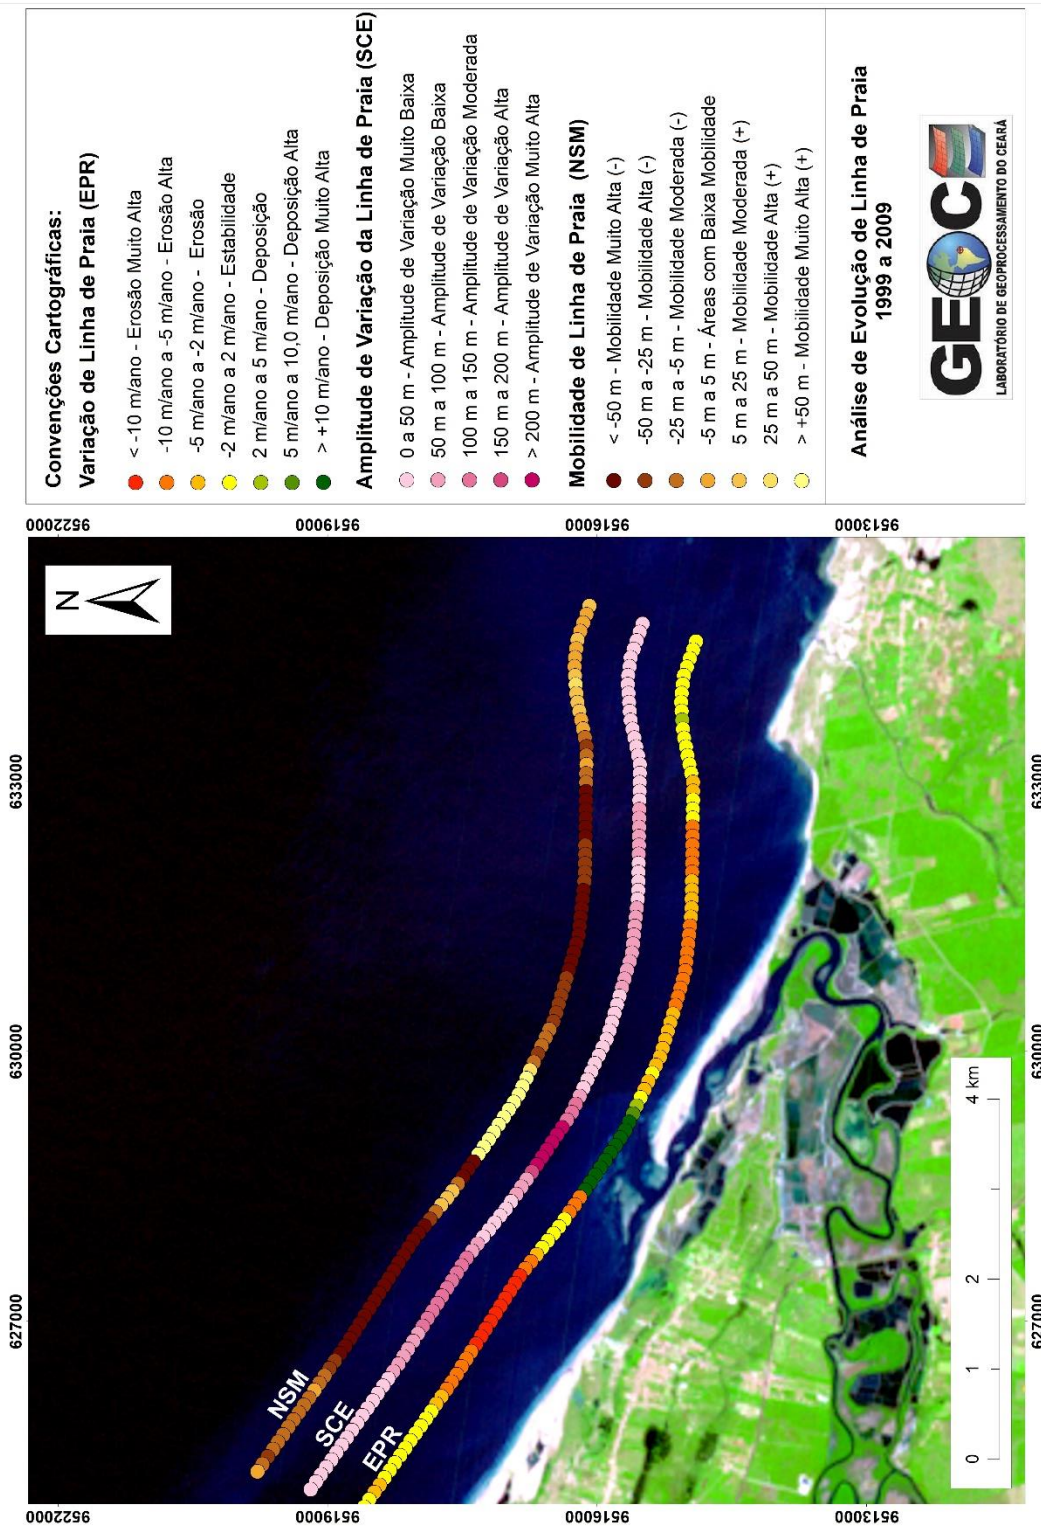 627000
630000
633000
9522000
9519000
9516000
9513000
9522000
9519000
9516000
9513000
627000
630000
633000
N
NSM
SCE
EPR
0 1 2 4 km
Convenções Cartográficas:
Variação de Linha de Praia (EPR)
< -10 m/ano - Erosão Muito Alta
-10 m/ano a -5 m/ano - Erosão Alta
-5 m/ano a -2 m/ano - Erosão
-2 m/ano a 2 m/ano - Estabilidade
2 m/ano a 5 m/ano - Deposição
5 m/ano a 10,0 m/ano - Deposição Alta
> +10 m/ano - Deposição Muito Alta
Amplitude de Variação da Linha de Praia (SCE)
0 a 50 m - Amplitude de Variação Muito Baixa
50 m a 100 m - Amplitude de Variação Baixa
100 m a 150 m - Amplitude de Variação Moderada
150 m a 200 m - Amplitude de Variação Alta
> 200 m - Amplitude de Variação Muito Alta
Mobilidade de Linha de Praia (NSM)
< -50 m - Mobilidade Muito Alta (-)
-50 m a -25 m - Mobilidade Alta (-)
-25 m a -5 m - Mobilidade Moderada (-)
-5 m a 5 m - Áreas com Baixa Mobilidade
5 m a 25 m - Mobilidade Moderada (+)
25 m a 50 m - Mobilidade Alta (+)
> +50 m - Mobilidade Muito Alta (+)
Análise de Evolução de Linha de Praia
1999 a 2009
GEOCE
LABORATÓRIO DE GEOPROCESSAMENTO DO CEARÁ